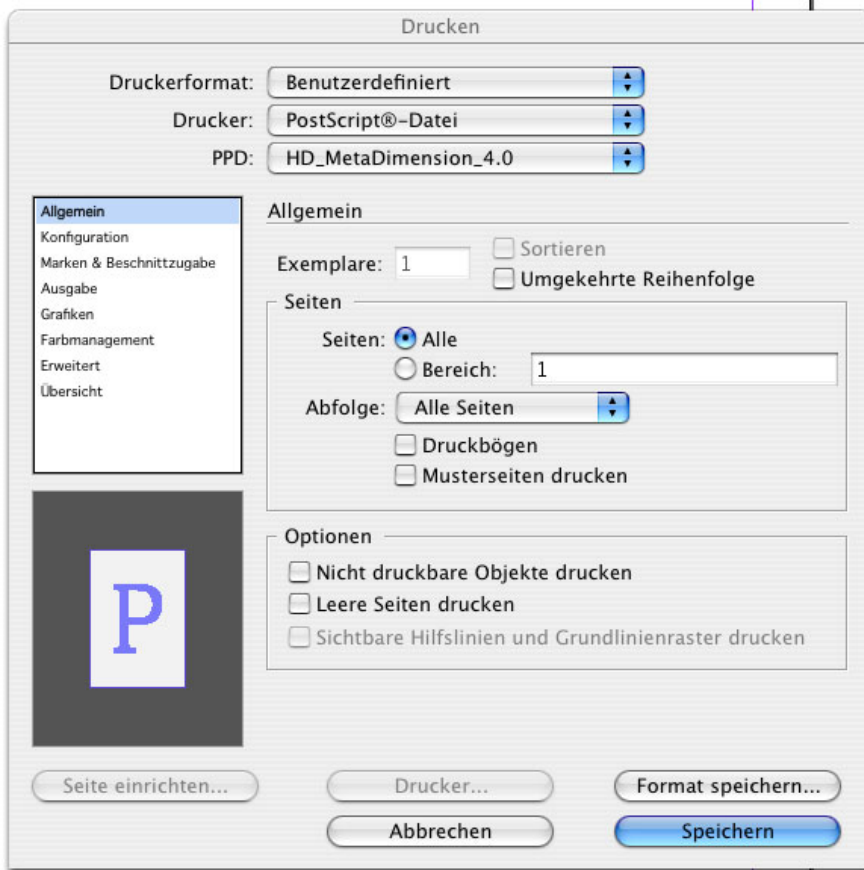 Drucken
Druckerformat: Benutzerdefiniert
Drucker: PostScript®-Datei
PPD: HD_MetaDimension_4.0
Allgemein
Konfiguration
Marken & Beschnittzugabe
Ausgabe
Grafiken
Farbmanagement
Erweitert
Übersicht
P
Allgemein
Exemplare: 1
Sortieren
Umgekehrte Reihenfolge
Seiten
Seiten: Alle
Bereich: 1
Abfolge: Alle Seiten
Druckbögen
Musterseiten drucken
Optionen
Nicht druckbare Objekte drucken
Leere Seiten drucken
Sichtbare Hilfslinien und Grundlinienraster drucken
Seite einrichten... Drucker... Format speichern...
Abbrechen Speichern